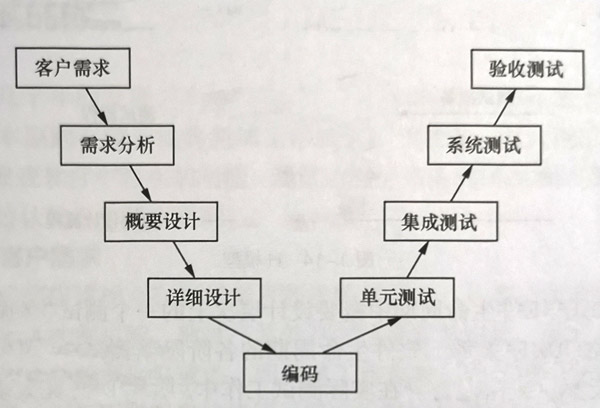 客户需求
验收测试
需求分析
系统测试
概要设计
集成测试
详细设计
单元测试
编码